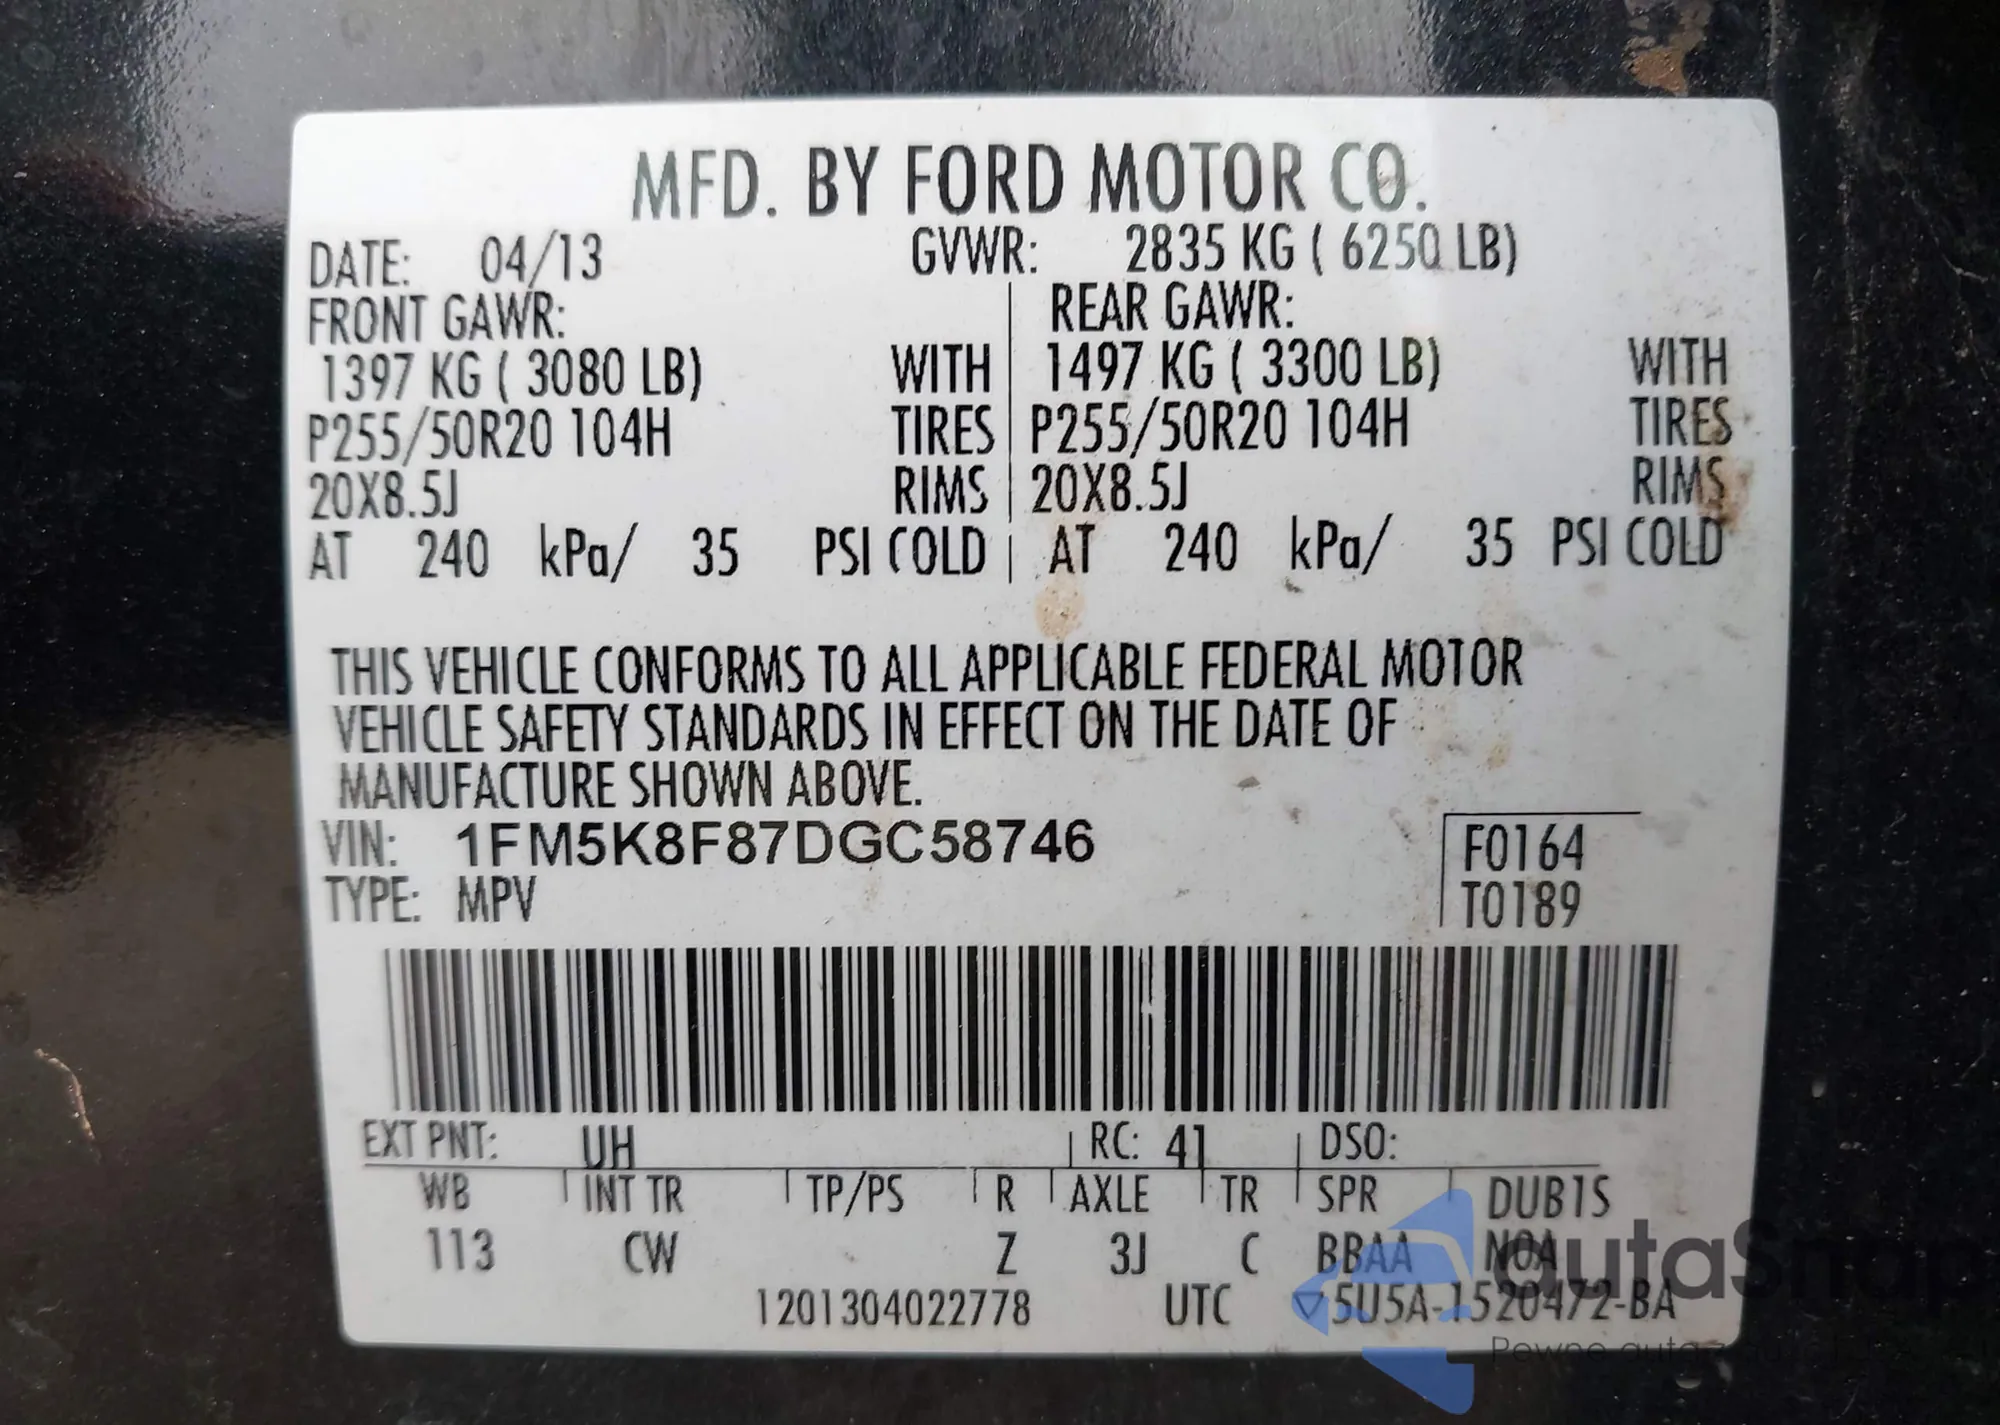 MFD. BY FORD MOTOR CO.
DATE: 04/13 GVWR: 2835 KG ( 6250 LB)
FRONT GAWR: REAR GAWR:
1397 KG ( 3080 LB) WITH 1497 KG ( 3300 LB) WITH
P255/50R20 104H TIRES P255/50R20 104H TIRES
20X8.5J RIMS 20X8.5J RIMS
AT 240 kPa/ 35 PSI COLD AT 240 kPa/ 35 PSI COLD
THIS VEHICLE CONFORMS TO ALL APPLICABLE FEDERAL MOTOR
VEHICLE SAFETY STANDARDS IN EFFECT ON THE DATE OF
MANUFACTURE SHOWN ABOVE.
VIN: 1FM5K8F87DGC58746 F0164
TYPE: MPV T0189
EXT PNT: UH RC: 41 DSO:
WB INT TR TP/PS R AXLE TR SPR DUB1S
113 CW Z 3J C BBAA NOA
autaSnap
1201304022778 UTC ▽5U5A-1520472-BA
Pewne auta z